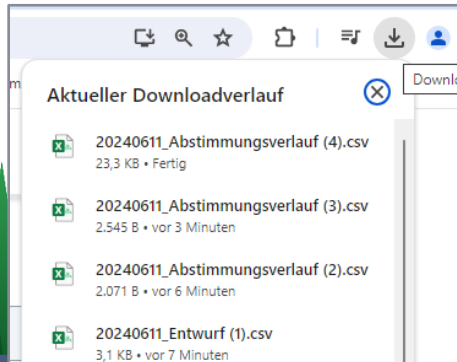 Downl
Aktueller Downloadverlauf
20240611_Abstimmungsverlauf (4).csv
23,3 KB • Fertig
20240611_Abstimmungsverlauf (3).csv
2.545 B • vor 3 Minuten
20240611_Abstimmungsverlauf (2).csv
2.071 B • vor 6 Minuten
20240611_Entwurf (1).csv
3,1 KB • vor 7 Minuten